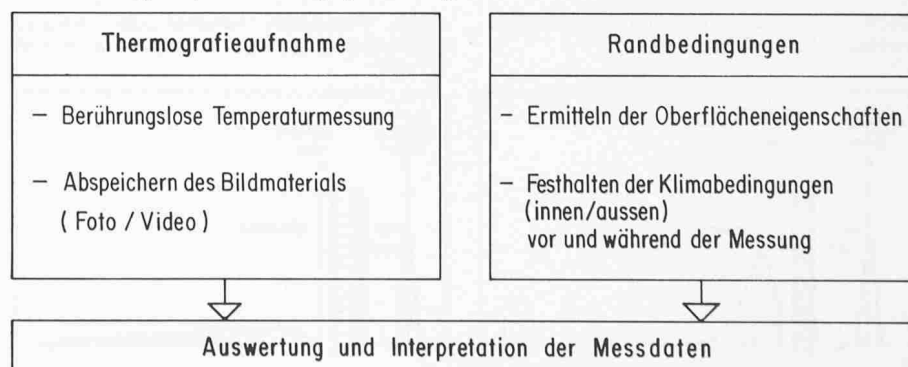 Thermografieaufnahme
– Berührungslose Temperaturmessung
– Abspeichern des Bildmaterials
( Foto / Video )
Randbedingungen
– Ermitteln der Oberflächeneigenschaften
– Festhalten der Klimabedingungen
(innen/aussen)
vor und während der Messung
Auswertung und Interpretation der Messdaten